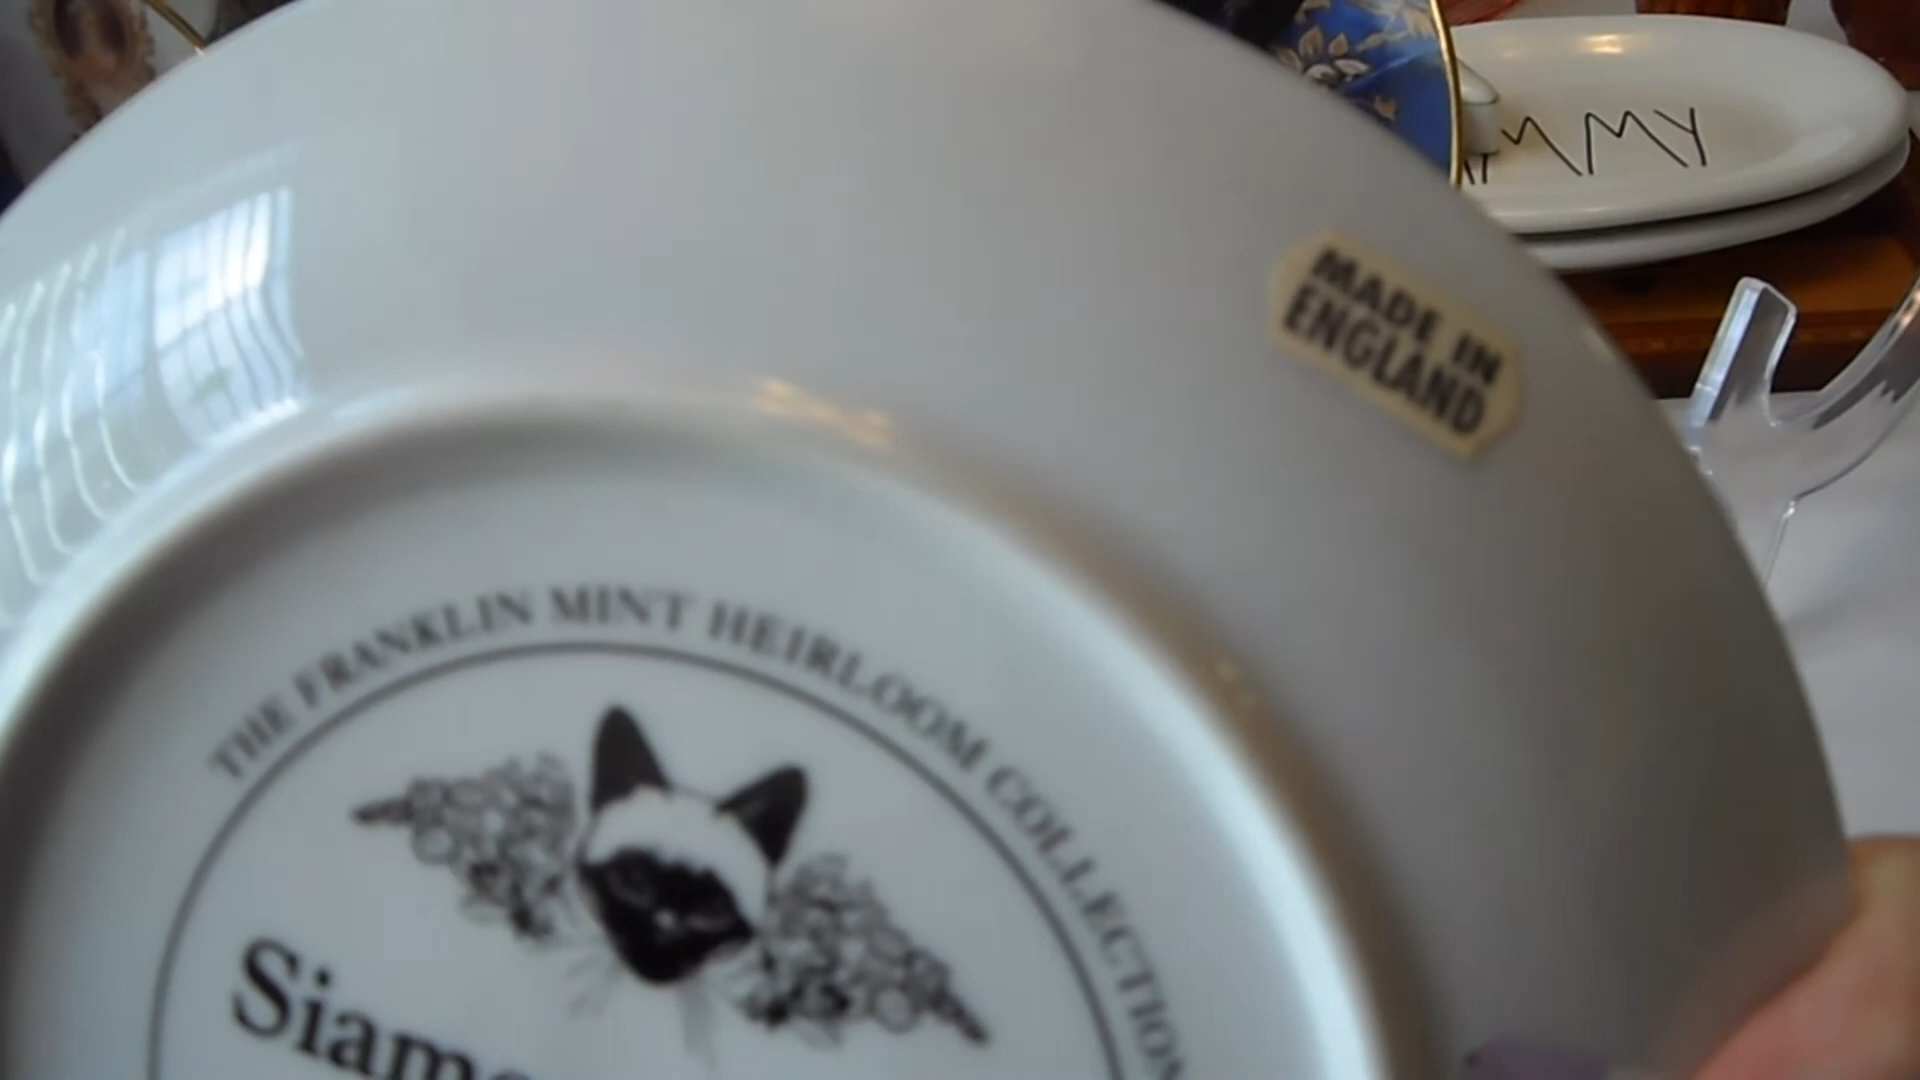 MMY
MADE IN
ENGLAND
THE FRANKLIN MINT HEIRLOOM COLLECTION